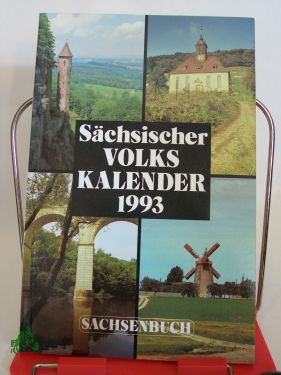 Sächsischer
VOLKS
KALENDER
1993
SACHSENBUCH